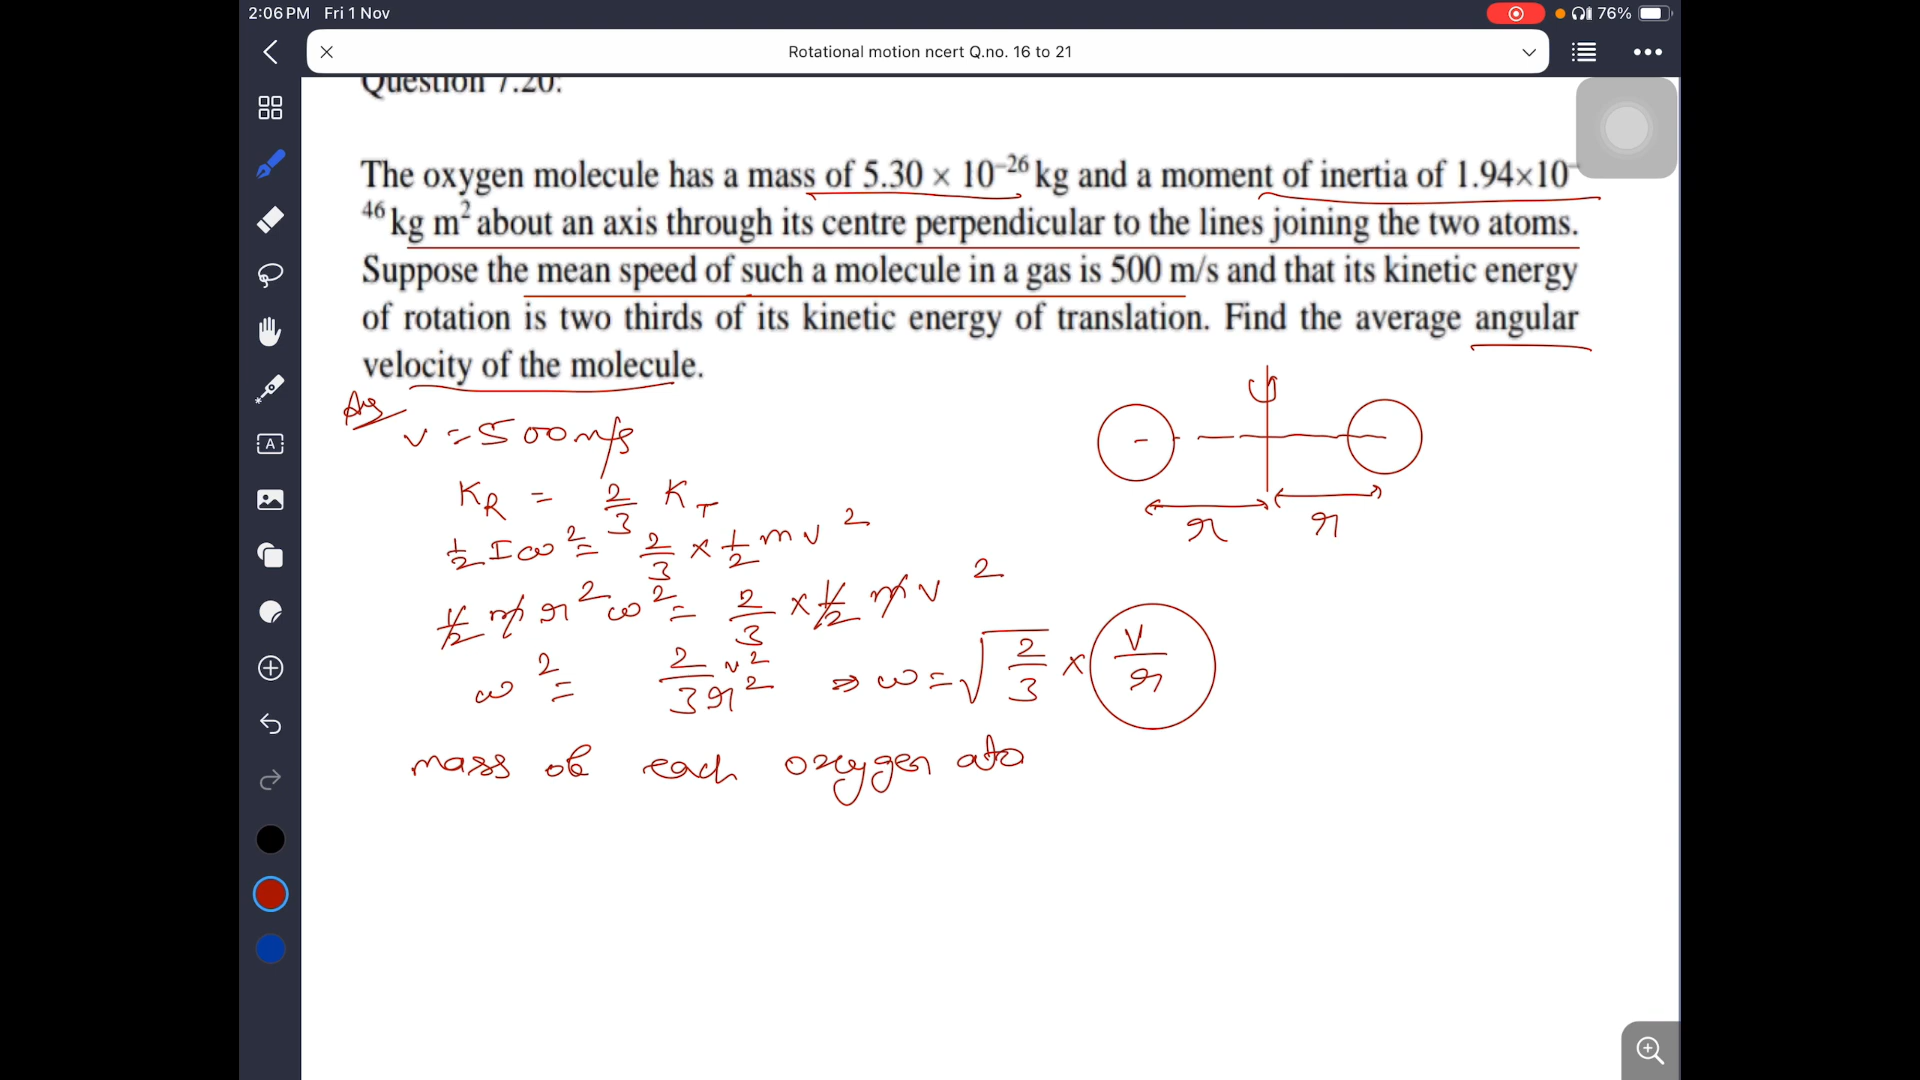 2:06 PM Fri 1 Nov 76%
Rotational motion ncert Q.no. 16 to 21
Question 7.20:
The oxygen molecule has a mass of 5.30 × 10⁻²⁶ kg and a moment of inertia of 1.94×10⁻
⁴⁶ kg m² about an axis through its centre perpendicular to the lines joining the two atoms.
Suppose the mean speed of such a molecule in a gas is 500 m/s and that its kinetic energy
of rotation is two thirds of its kinetic energy of translation. Find the average angular
velocity of the molecule.
Ans
v = 500 m/s
K_R = 2/3 K_T
1/2 I ω² = 2/3 × 1/2 m v²
1/2 m r² ω² = 2/3 × 1/2 m v²
ω² = 2 v² / 3 r² ⇒ ω = √(2/3) × v/r
r r
mass of each oxygen ato